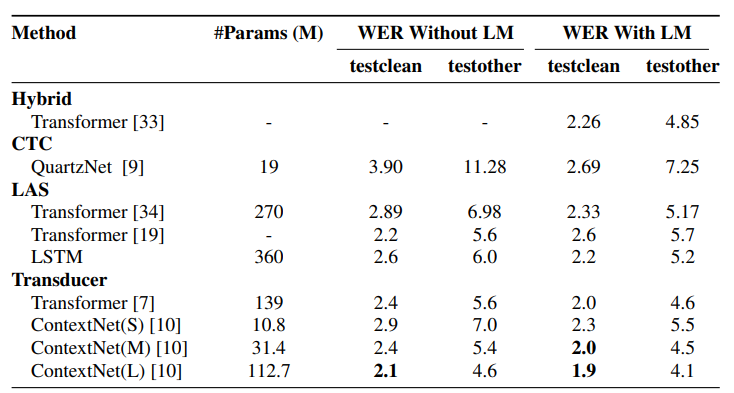 Method #Params (M) WER Without LM WER With LM
testclean testother testclean testother
Hybrid
Transformer [33] - - - 2.26 4.85
CTC
QuartzNet [9] 19 3.90 11.28 2.69 7.25
LAS
Transformer [34] 270 2.89 6.98 2.33 5.17
Transformer [19] - 2.2 5.6 2.6 5.7
LSTM 360 2.6 6.0 2.2 5.2
Transducer
Transformer [7] 139 2.4 5.6 2.0 4.6
ContextNet(S) [10] 10.8 2.9 7.0 2.3 5.5
ContextNet(M) [10] 31.4 2.4 5.4 2.0 4.5
ContextNet(L) [10] 112.7 2.1 4.6 1.9 4.1